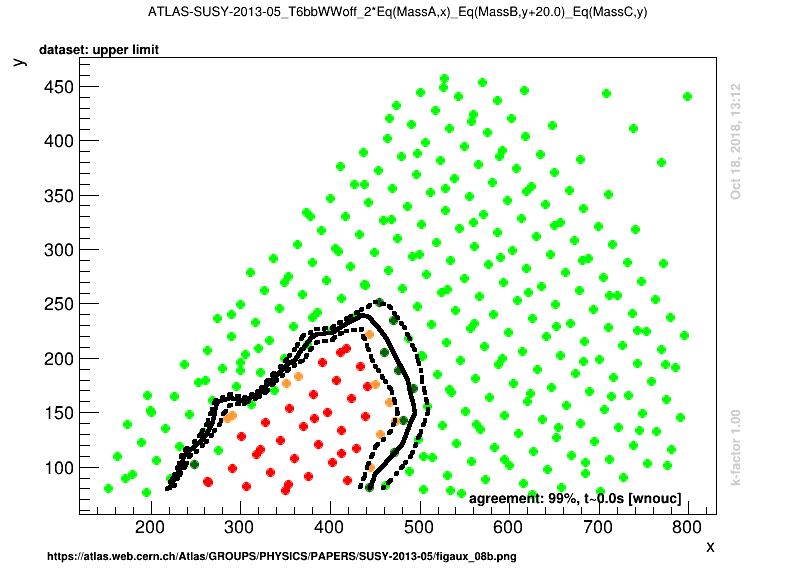 ATLAS-SUSY-2013-05_T6bbWWoff_2*Eq(MassA,x)_Eq(MassB,y+20.0)_Eq(MassC,y)
dataset: upper limit
y
450
400
350
300
250
200
150
100
200 300 400 500 600 700 800
x
Oct 18, 2018, 13:12
k-factor 1.00
agreement: 99%, t~0.0s [wnouc]
https://atlas.web.cern.ch/Atlas/GROUPS/PHYSICS/PAPERS/SUSY-2013-05/figaux_08b.png